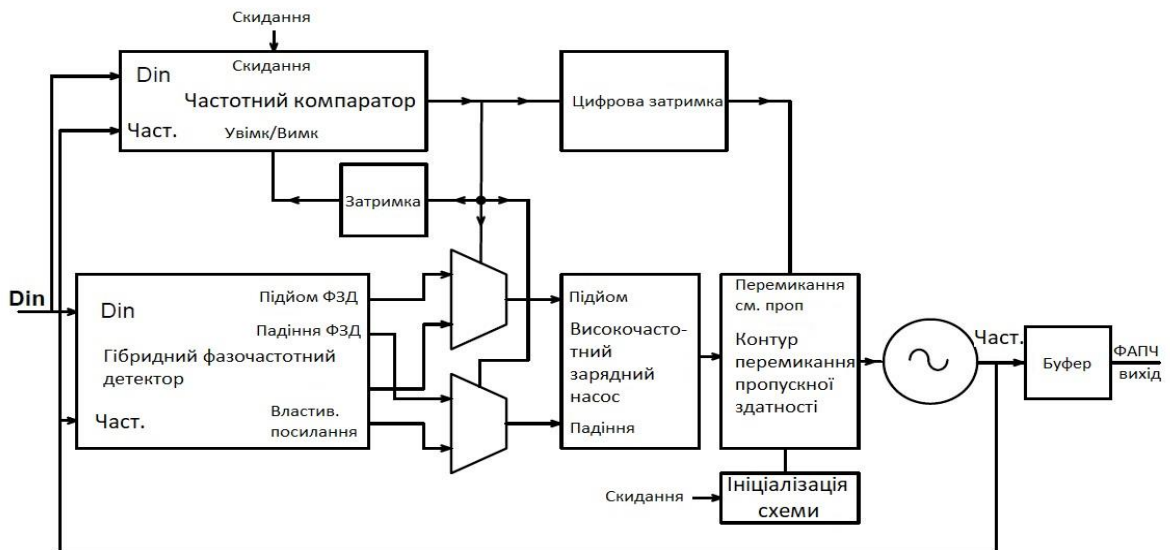 Скидання
Скидання
Din
Частотний компаратор
Част.
Увімк/Вимк
Цифрова затримка
Затримка
Din
Din
Підйом ФЗД
Падіння ФЗД
Гібридний фазочастотний
детектор
Част.
Властив.
посилання
Підйом
Високочасто-
тний
зарядний
насос
Падіння
Перемикання
см. проп
Контур
перемикання
пропускної
здатності
Част.
Буфер
ФАПЧ
вихід
Скидання
Ініціалізація
схеми